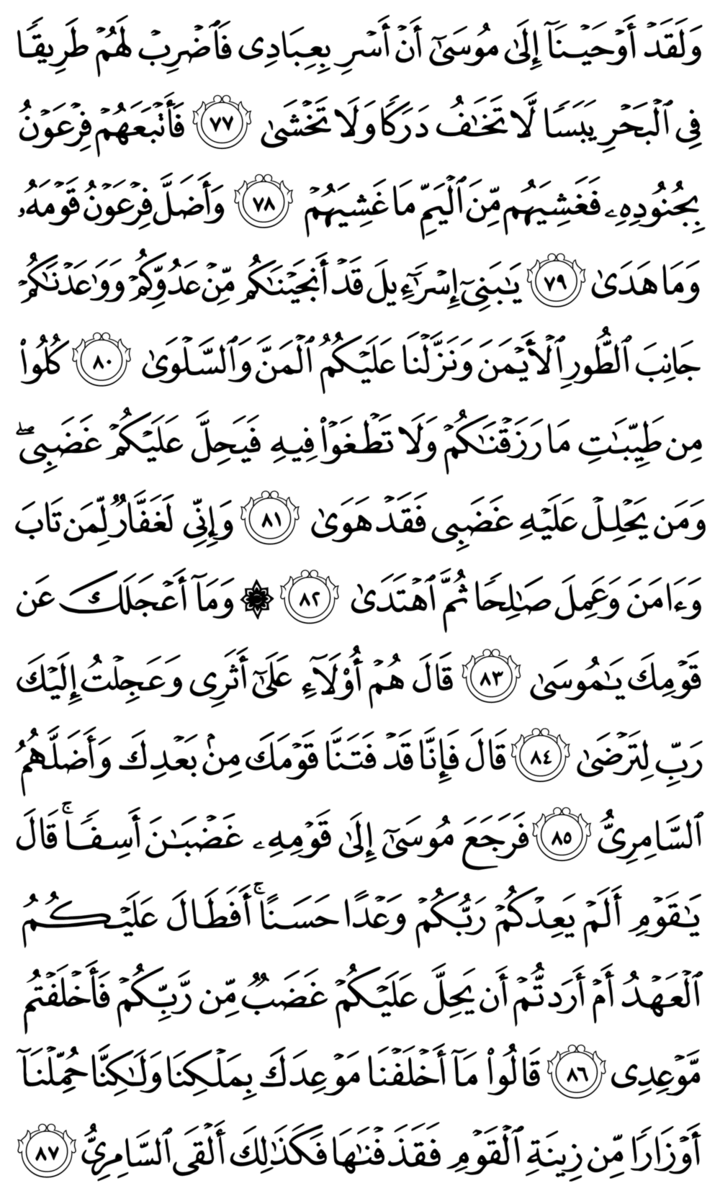 وَلَقَدْ أَوْحَيْنَآ إِلَىٰ مُوسَىٰٓ أَنْ أَسْرِ بِعِبَادِى فَٱضْرِبْ لَهُمْ طَرِيقًا
فِى ٱلْبَحْرِ يَبَسًا لَّا تَخَـٰفُ دَرَكًا وَلَا تَخْشَىٰ ٧٧ فَأَتْبَعَهُمْ فِرْعَوْنُ
بِجُنُودِهِۦ فَغَشِيَهُم مِّنَ ٱلْيَمِّ مَا غَشِيَهُمْ ٧٨ وَأَضَلَّ فِرْعَوْنُ قَوْمَهُۥ
وَمَا هَدَىٰ ٧٩ يَـٰبَنِىٓ إِسْرَٰٓءِيلَ قَدْ أَنجَيْنَـٰكُم مِّنْ عَدُوِّكُمْ وَوَٰعَدْنَـٰكُمْ
جَانِبَ ٱلطُّورِ ٱلْأَيْمَنَ وَنَزَّلْنَا عَلَيْكُمُ ٱلْمَنَّ وَٱلسَّلْوَىٰ ٨٠ كُلُوا۟
مِن طَيِّبَـٰتِ مَا رَزَقْنَـٰكُمْ وَلَا تَطْغَوْا۟ فِيهِ فَيَحِلَّ عَلَيْكُمْ غَضَبِى ۖ
وَمَن يَحْلِلْ عَلَيْهِ غَضَبِى فَقَدْ هَوَىٰ ٨١ وَإِنِّى لَغَفَّارٌ لِّمَن تَابَ
وَءَامَنَ وَعَمِلَ صَـٰلِحًا ثُمَّ ٱهْتَدَىٰ ٨٢ ۞ وَمَآ أَعْجَلَكَ عَن
قَوْمِكَ يَـٰمُوسَىٰ ٨٣ قَالَ هُمْ أُو۟لَآءِ عَلَىٰٓ أَثَرِى وَعَجِلْتُ إِلَيْكَ
رَبِّ لِتَرْضَىٰ ٨٤ قَالَ فَإِنَّا قَدْ فَتَنَّا قَوْمَكَ مِنۢ بَعْدِكَ وَأَضَلَّهُمُ
ٱلسَّامِرِىُّ ٨٥ فَرَجَعَ مُوسَىٰٓ إِلَىٰ قَوْمِهِۦ غَضْبَـٰنَ أَسِفًا ۚ قَالَ
يَـٰقَوْمِ أَلَمْ يَعِدْكُمْ رَبُّكُمْ وَعْدًا حَسَنًا ۚ أَفَطَالَ عَلَيْكُمُ
ٱلْعَهْدُ أَمْ أَرَدتُّمْ أَن يَحِلَّ عَلَيْكُمْ غَضَبٌ مِّن رَّبِّكُمْ فَأَخْلَفْتُم
مَّوْعِدِى ٨٦ قَالُوا۟ مَآ أَخْلَفْنَا مَوْعِدَكَ بِمَلْكِنَا وَلَـٰكِنَّا حُمِّلْنَآ
أَوْزَارًا مِّن زِينَةِ ٱلْقَوْمِ فَقَذَفْنَـٰهَا فَكَذَٰلِكَ أَلْقَى ٱلسَّامِرِىُّ ٨٧